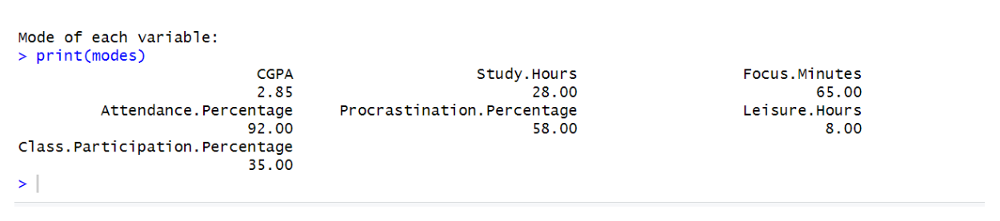 Mode of each variable:
> print(modes)
CGPA Study.Hours Focus.Minutes
2.85 28.00 65.00
Attendance.Percentage Procrastination.Percentage Leisure.Hours
92.00 58.00 8.00
Class.Participation.Percentage
35.00
>